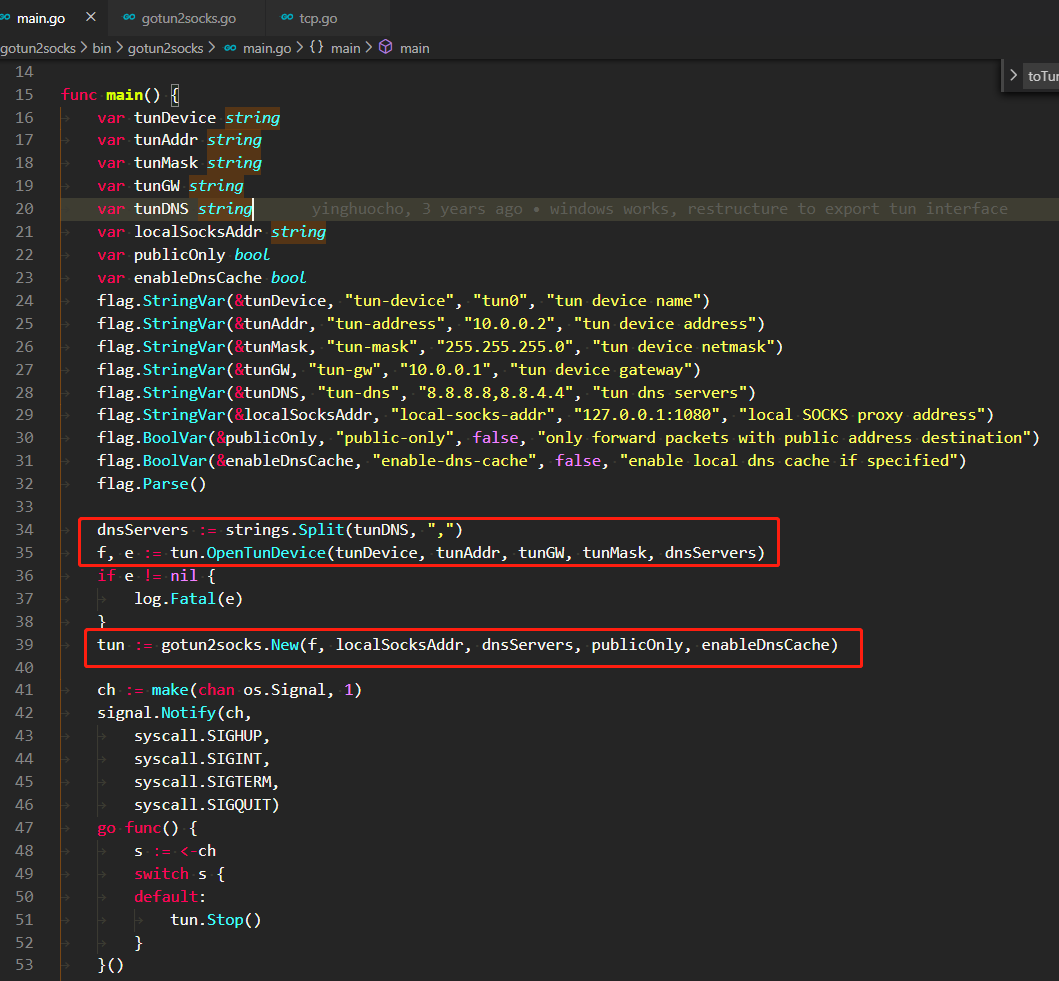 main.go × gotun2socks.go tcp.go
gotun2socks > bin > gotun2socks > main.go > {} main > main
14
toTun
15 func main() {
16 var tunDevice string
17 var tunAddr string
18 var tunMask string
19 var tunGW string
20 var tunDNS string yinghuocho, 3 years ago • windows works, restructure to export tun interface
21 var localSocksAddr string
22 var publicOnly bool
23 var enableDnsCache bool
24 flag.StringVar(&tunDevice, "tun-device", "tun0", "tun device name")
25 flag.StringVar(&tunAddr, "tun-address", "10.0.0.2", "tun device address")
26 flag.StringVar(&tunMask, "tun-mask", "255.255.255.0", "tun device netmask")
27 flag.StringVar(&tunGW, "tun-gw", "10.0.0.1", "tun device gateway")
28 flag.StringVar(&tunDNS, "tun-dns", "8.8.8.8,8.8.4.4", "tun dns servers")
29 flag.StringVar(&localSocksAddr, "local-socks-addr", "127.0.0.1:1080", "local SOCKS proxy address")
30 flag.BoolVar(&publicOnly, "public-only", false, "only forward packets with public address destination")
31 flag.BoolVar(&enableDnsCache, "enable-dns-cache", false, "enable local dns cache if specified")
32 flag.Parse()
33
34 dnsServers := strings.Split(tunDNS, ",")
35 f, e := tun.OpenTunDevice(tunDevice, tunAddr, tunGW, tunMask, dnsServers)
36 if e != nil {
37 log.Fatal(e)
38 }
39 tun := gotun2socks.New(f, localSocksAddr, dnsServers, publicOnly, enableDnsCache)
40
41 ch := make(chan os.Signal, 1)
42 signal.Notify(ch,
43 syscall.SIGHUP,
44 syscall.SIGINT,
45 syscall.SIGTERM,
46 syscall.SIGQUIT)
47 go func() {
48 s := <-ch
49 switch s {
50 default:
51 tun.Stop()
52 }
53 }()